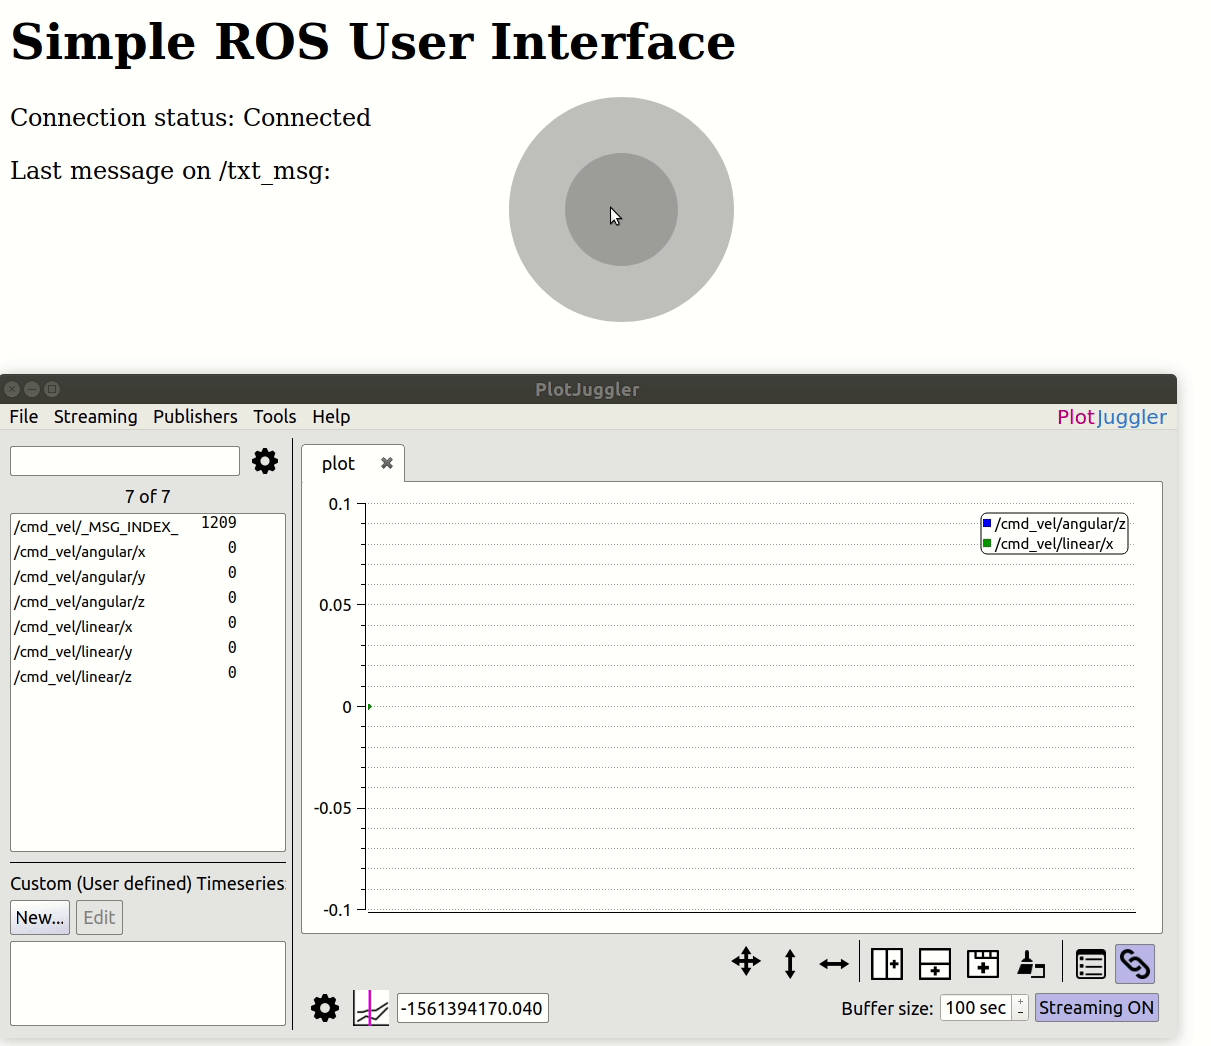 Simple ROS User Interface
Connection status: Connected
Last message on /txt_msg:
PlotJuggler
File Streaming Publishers Tools Help PlotJuggler
plot
7 of 7
/cmd_vel/_MSG_INDEX_ 1209
/cmd_vel/angular/x 0
/cmd_vel/angular/y 0
/cmd_vel/angular/z 0
/cmd_vel/linear/x 0
/cmd_vel/linear/y 0
/cmd_vel/linear/z 0
Custom (User defined) Timeseries:
New... Edit
0.1
0.05
0
-0.05
-0.1
/cmd_vel/angular/z
/cmd_vel/linear/x
-1561394170.040
Buffer size: 100 sec Streaming ON